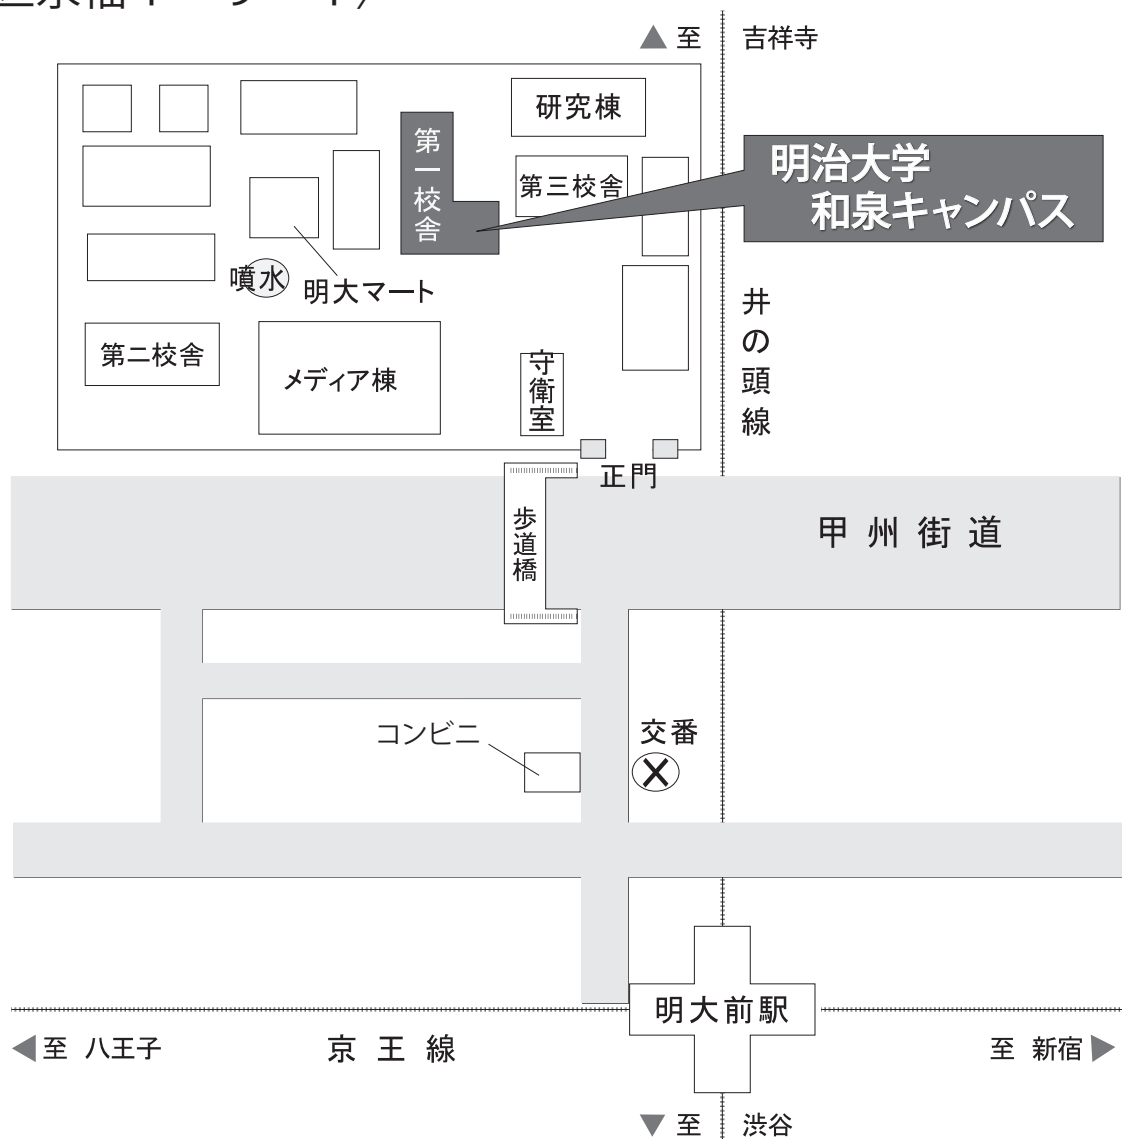 ▲至 吉祥寺
研究棟
第一校舎
明治大学
和泉キャンパス
第三校舎
噴水
明大マート
井の頭線
第二校舎
メディア棟
守衛室
正門
歩道橋
甲州街道
コンビニ
交番
明大前駅
◀至 八王子
京王線
至 新宿▶
▼至 渋谷